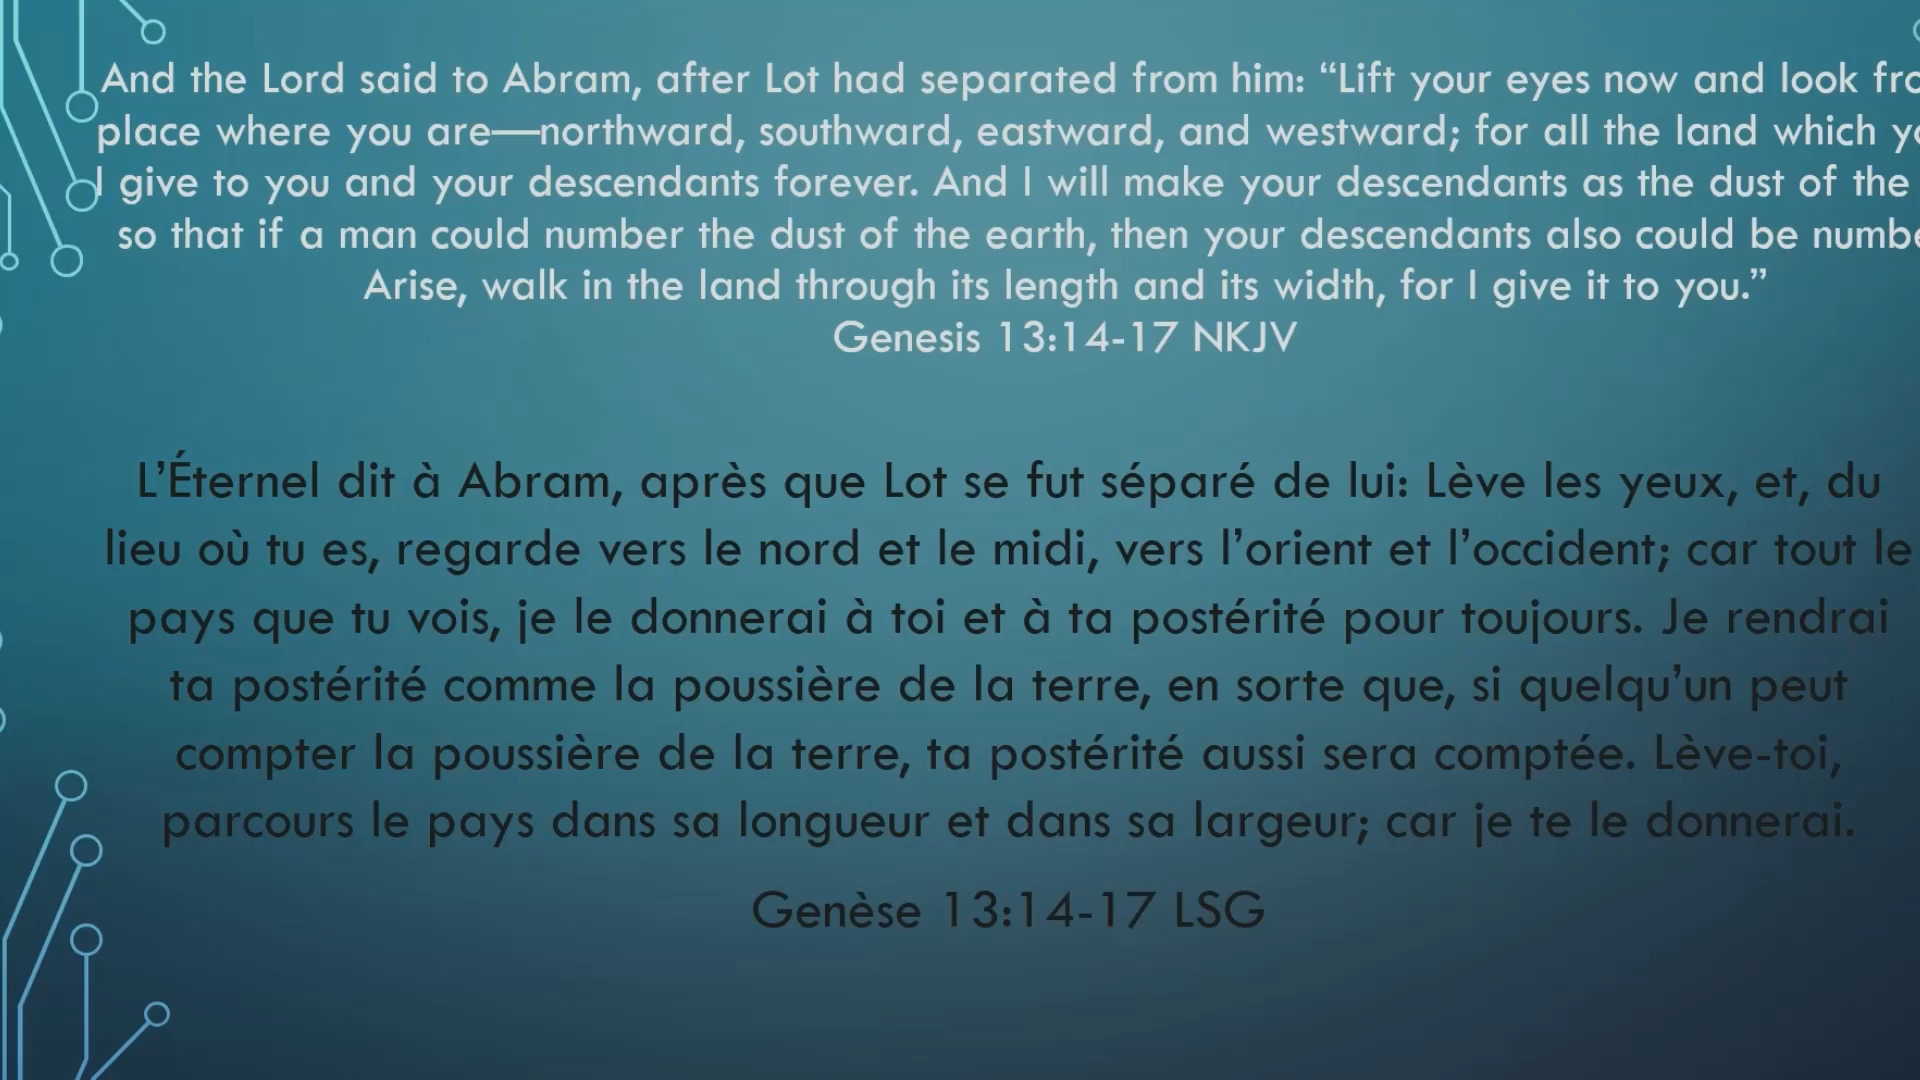 And the Lord said to Abram, after Lot had separated from him: “Lift your eyes now and look
place where you are—northward, southward, eastward, and westward; for all the land which
I give to you and your descendants forever. And I will make your descendants as the dust of the
so that if a man could number the dust of the earth, then your descendants also could be
Arise, walk in the land through its length and its width, for I give it to you.”
Genesis 13:14-17 NKJV
L’Éternel dit à Abram, après que Lot se fut séparé de lui: Lève les yeux, et, du
lieu où tu es, regarde vers le nord et le midi, vers l’orient et l’occident; car tout le
pays que tu vois, je le donnerai à toi et à ta postérité pour toujours. Je rendrai
ta postérité comme la poussière de la terre, en sorte que, si quelqu’un peut
compter la poussière de la terre, ta postérité aussi sera comptée. Lève-toi,
parcours le pays dans sa longueur et dans sa largeur; car je te le donnerai.
Genèse 13:14-17 LSG